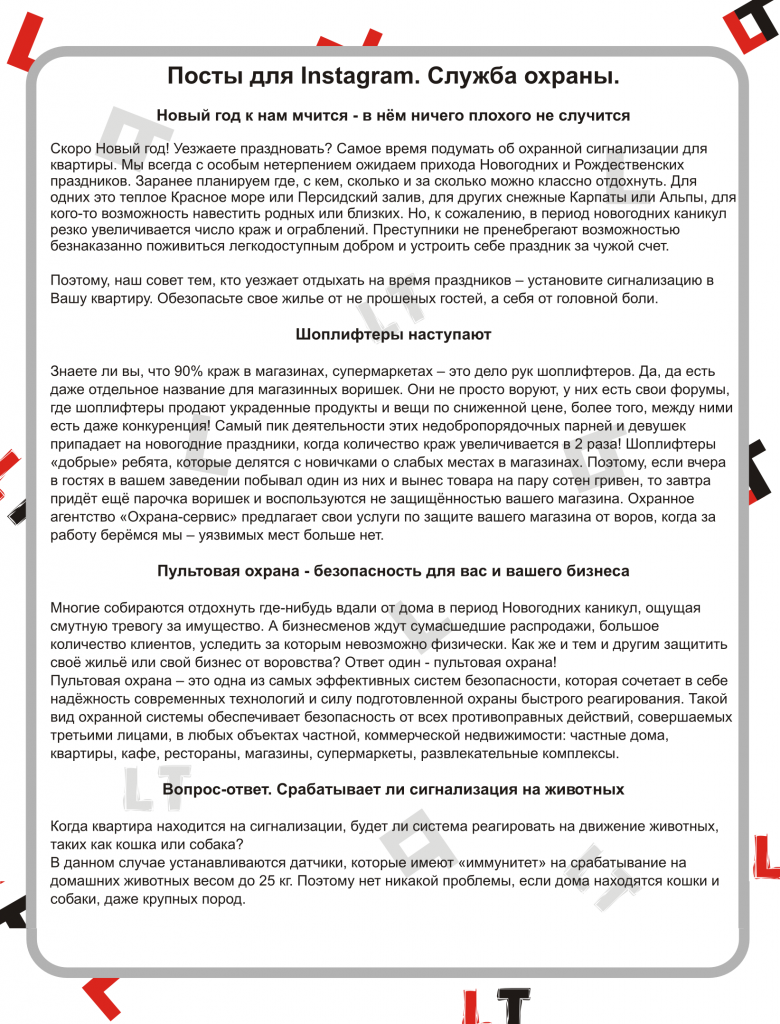 Посты для Instagram. Служба охраны.
Новый год к нам мчится - в нём ничего плохого не случится
Скоро Новый год! Уезжаете праздновать? Самое время подумать об охранной сигнализации для
квартиры. Мы всегда с особым нетерпением ожидаем прихода Новогодних и Рождественских
праздников. Заранее планируем где, с кем, сколько и за сколько можно классно отдохнуть. Для
одних это теплое Красное море или Персидский залив, для других снежные Карпаты или Альпы, для
кого-то возможность навестить родных или близких. Но, к сожалению, в период новогодних каникул
резко увеличивается число краж и ограблений. Преступники не пренебрегают возможностью
безнаказанно поживиться легкодоступным добром и устроить себе праздник за чужой счет.
Поэтому, наш совет тем, кто уезжает отдыхать на время праздников – установите сигнализацию в
Вашу квартиру. Обезопасьте свое жилье от не прошеных гостей, а себя от головной боли.
Шоплифтеры наступают
Знаете ли вы, что 90% краж в магазинах, супермаркетах – это дело рук шоплифтеров. Да, да есть
даже отдельное название для магазинных воришек. Они не просто воруют, у них есть свои форумы,
где шоплифтеры продают украденные продукты и вещи по сниженной цене, более того, между ними
есть даже конкуренция! Самый пик деятельности этих недобропорядочных парней и девушек
припадает на новогодние праздники, когда количество краж увеличивается в 2 раза! Шоплифтеры
«добрые» ребята, которые делятся с новичками о слабых местах в магазинах. Поэтому, если вчера
в гостях в вашем заведении побывал один из них и вынес товара на пару сотен гривен, то завтра
придёт ещё парочка воришек и воспользуются не защищённостью вашего магазина. Охранное
агентство «Охрана-сервис» предлагает свои услуги по защите вашего магазина от воров, когда за
работу берёмся мы – уязвимых мест больше нет.
Пультовая охрана - безопасность для вас и вашего бизнеса
Многие собираются отдохнуть где-нибудь вдали от дома в период Новогодних каникул, ощущая
смутную тревогу за имущество. А бизнесменов ждут сумасшедшие распродажи, большое
количество клиентов, уследить за которым невозможно физически. Как же и тем и другим защитить
своё жильё или свой бизнес от воровства? Ответ один - пультовая охрана!
Пультовая охрана – это одна из самых эффективных систем безопасности, которая сочетает в себе
надёжность современных технологий и силу подготовленной охраны быстрого реагирования. Такой
вид охранной системы обеспечивает безопасность от всех противоправных действий, совершаемых
третьими лицами, в любых объектах частной, коммерческой недвижимости: частные дома,
квартиры, кафе, рестораны, магазины, супермаркеты, развлекательные комплексы.
Вопрос-ответ. Срабатывает ли сигнализация на животных
Когда квартира находится на сигнализации, будет ли система реагировать на движение животных,
таких как кошка или собака?
В данном случае устанавливаются датчики, которые имеют «иммунитет» на срабатывание на
домашних животных весом до 25 кг. Поэтому нет никакой проблемы, если дома находятся кошки и
собаки, даже крупных пород.
LT
LT